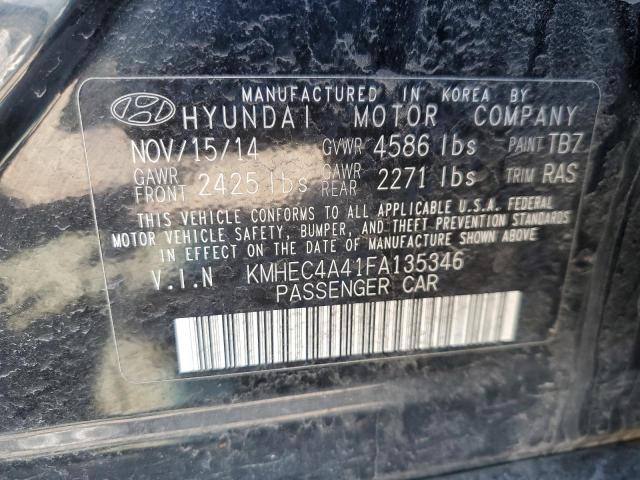 MANUFACTURED IN KOREA BY
HYUNDAI MOTOR COMPANY
NOV/15/14 GVWR 4586 lbs PAINT TB7
GAWR FRONT 2425 lbs GAWR REAR 2271 lbs TRIM RAS
THIS VEHICLE CONFORMS TO ALL APPLICABLE U.S.A. FEDERAL
MOTOR VEHICLE SAFETY, BUMPER, AND THEFT PREVENTION STANDARDS
IN EFFECT ON THE DATE OF MANUFACTURE SHOWN ABOVE.
V.I.N KMHEC4A41FA135346
PASSENGER CAR